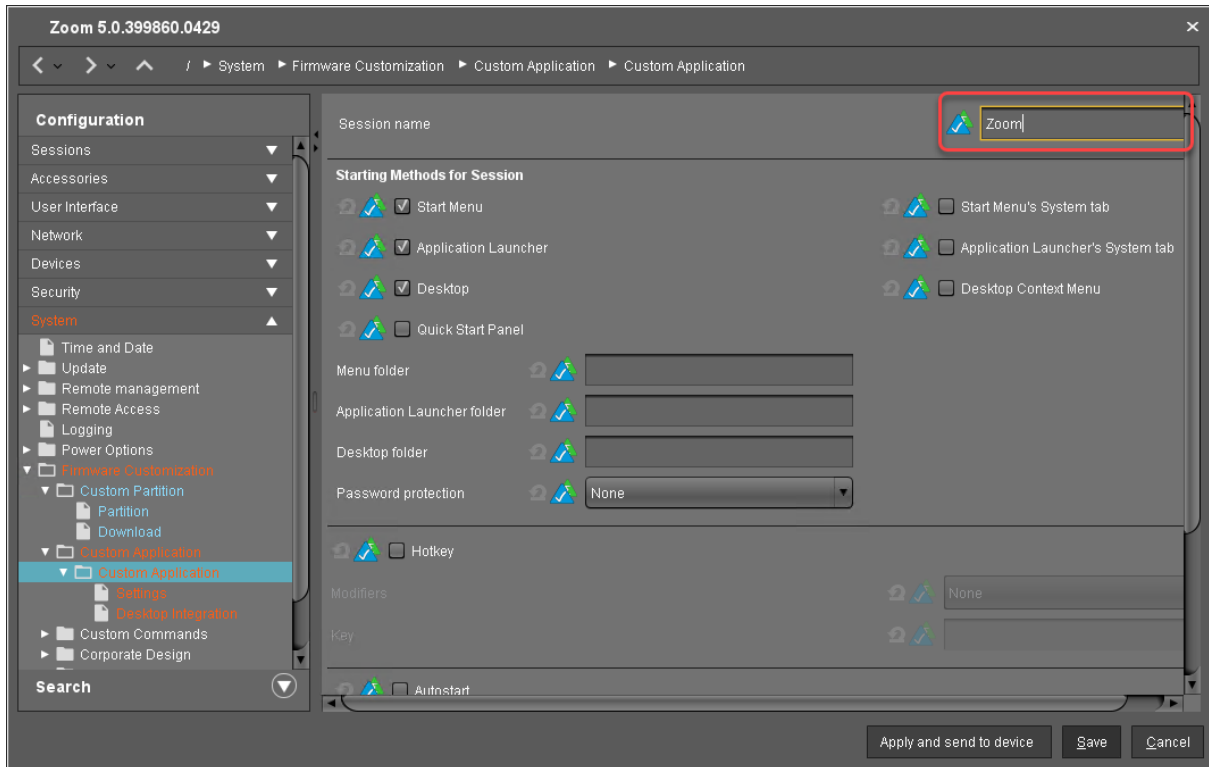 Zoom 5.0.399860.0429
/ System Firmware Customization Custom Application Custom Application
Configuration
Sessions
Accessories
User Interface
Network
Devices
Security
System
Time and Date
Update
Remote management
Remote Access
Logging
Power Options
Firmware Customization
Custom Partition
Partition
Download
Custom Application
Custom Application
Settings
Desktop Integration
Custom Commands
Corporate Design
Search
Session name Zoom
Starting Methods for Session
Start Menu Start Menu's System tab
Application Launcher Application Launcher's System tab
Desktop Desktop Context Menu
Quick Start Panel
Menu folder
Application Launcher folder
Desktop folder
Password protection None
Hotkey
Modifiers None
Key
Autostart
Apply and send to device Save Cancel